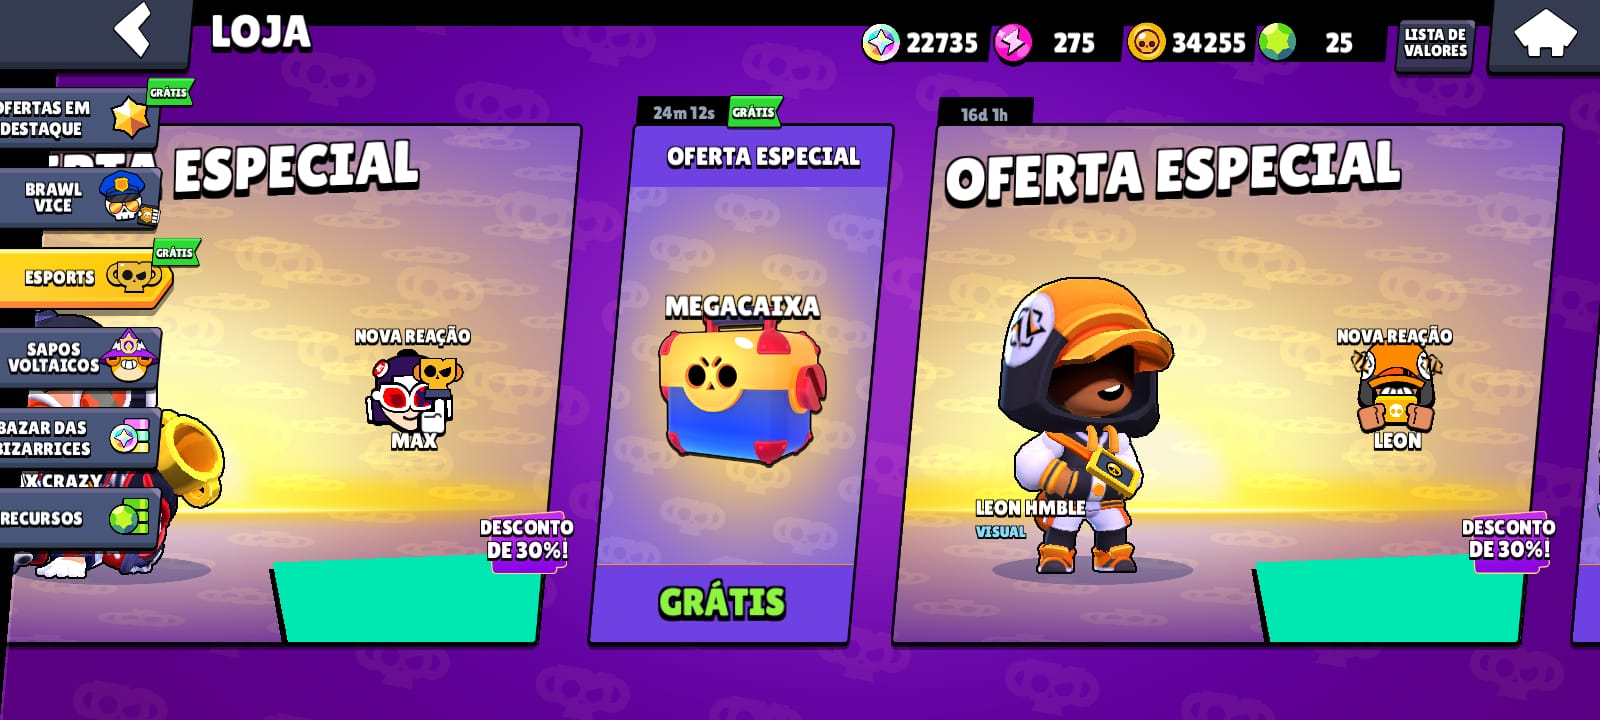 LOJA
22735
275
34255
25
LISTA DE
VALORES
GRÁTIS
OFERTAS EM
DESTAQUE
BRAWL
VICE
GRÁTIS
ESPORTS
SAPOS
VOLTAICOS
BAZAR DAS
BIZARRICES
RECURSOS
ESPECIAL
NOVA REAÇÃO
MAX
X CRAZY
DESCONTO
DE 30%!
24m 12s
GRÁTIS
OFERTA ESPECIAL
MEGACAIXA
GRÁTIS
16d 1h
OFERTA ESPECIAL
NOVA REAÇÃO
LEON
LEON HMBLE
VISUAL
DESCONTO
DE 30%!